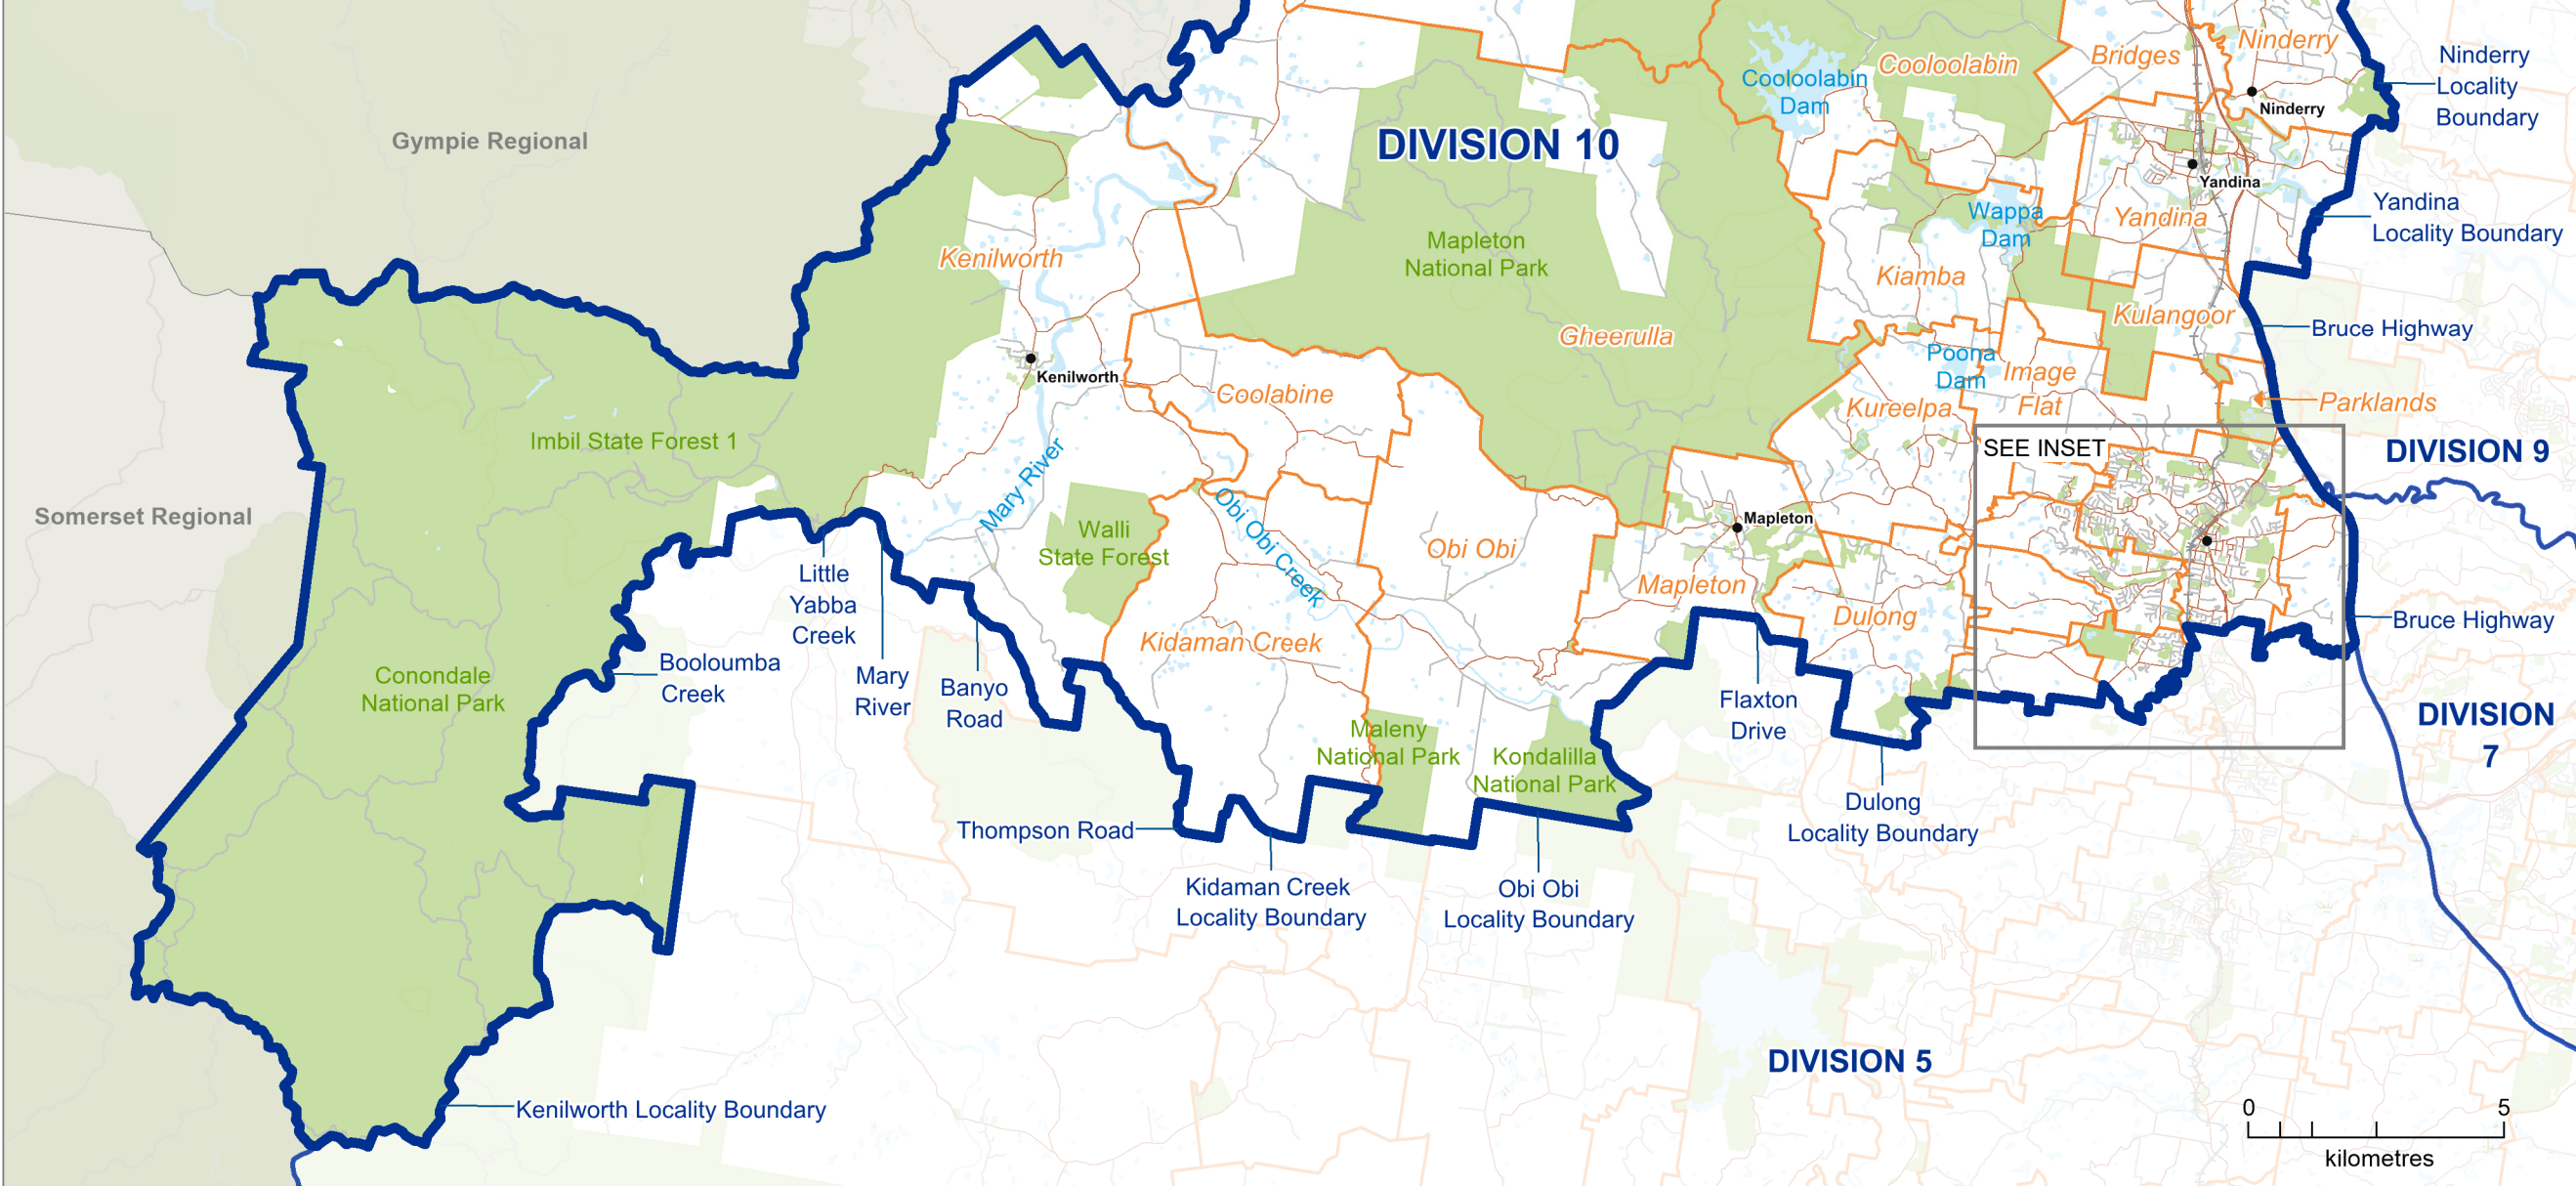 Ninderry
Bridges
Ninderry
Locality
Boundary
Cooloolabin
Cooloolabin
Dam
Ninderry
DIVISION 10
Gympie Regional
Yandina
Yandina
Locality Boundary
Wappa
Dam
Yandina
Mapleton
National Park
Kenilworth
Kiamba
Kulangoor
Bruce Highway
Gheerulla
Poona
Dam
Image
Flat
Kenilworth
Coolabine
Kureelpa
Parklands
Imbil State Forest 1
SEE INSET
DIVISION 9
Mary River
Somerset Regional
Mapleton
Walli
State Forest
Obi Obi Creek
Obi Obi
Little
Yabba
Creek
Mapleton
Dulong
Bruce Highway
Kidaman Creek
Booloumba
Creek
Conondale
National Park
Mary
River
Banyo
Road
Flaxton
Drive
DIVISION
7
Maleny
National Park
Kondalilla
National Park
Dulong
Locality Boundary
Thompson Road
Kidaman Creek
Locality Boundary
Obi Obi
Locality Boundary
DIVISION 5
Kenilworth Locality Boundary
0 5
kilometres